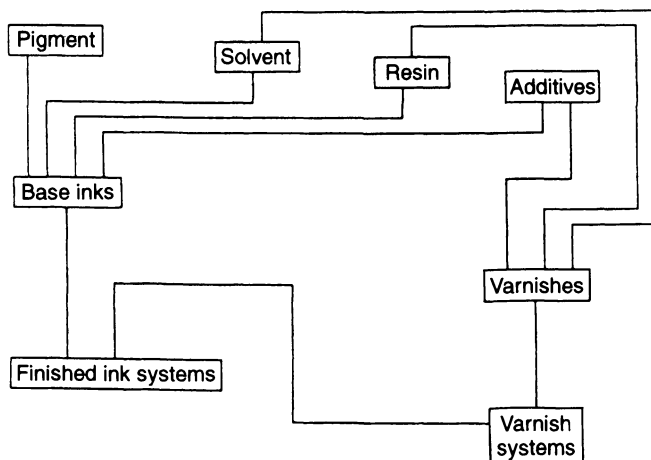 Pigment
Solvent
Resin
Additives
Base inks
Varnishes
Finished ink systems
Varnish
systems